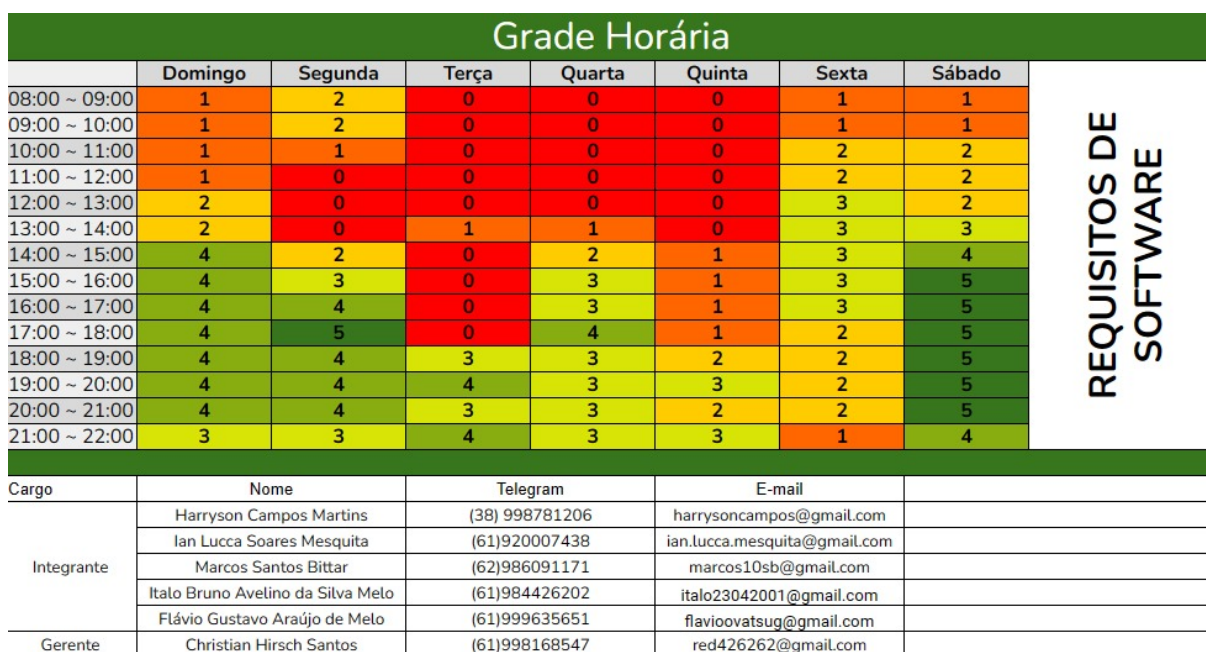 Grade Horária
Domingo Segunda Terça Quarta Quinta Sexta Sábado
08:00 ~ 09:00 1 2 0 0 0 1 1
09:00 ~ 10:00 1 2 0 0 0 1 1
10:00 ~ 11:00 1 1 0 0 0 2 2
11:00 ~ 12:00 1 0 0 0 0 2 2
12:00 ~ 13:00 2 0 0 0 0 3 2
13:00 ~ 14:00 2 0 1 1 0 3 3
14:00 ~ 15:00 4 2 0 2 1 3 4
15:00 ~ 16:00 4 3 0 3 1 3 5
16:00 ~ 17:00 4 4 0 3 1 3 5
17:00 ~ 18:00 4 5 0 4 1 2 5
18:00 ~ 19:00 4 4 3 3 2 2 5
19:00 ~ 20:00 4 4 4 3 3 2 5
20:00 ~ 21:00 4 4 3 3 2 2 5
21:00 ~ 22:00 3 3 4 3 3 1 4
REQUISITOS DE
SOFTWARE
Cargo Nome Telegram E-mail
Harryson Campos Martins (38) 998781206 harrysoncampos@gmail.com
Ian Lucca Soares Mesquita (61)920007438 ian.lucca.mesquita@gmail.com
Integrante Marcos Santos Bittar (62)986091171 marcos10sb@gmail.com
Italo Bruno Avelino da Silva Melo (61)984426202 italo23042001@gmail.com
Flávio Gustavo Araújo de Melo (61)999635651 flavioovatsug@gmail.com
Gerente Christian Hirsch Santos (61)998168547 red426262@gmail.com